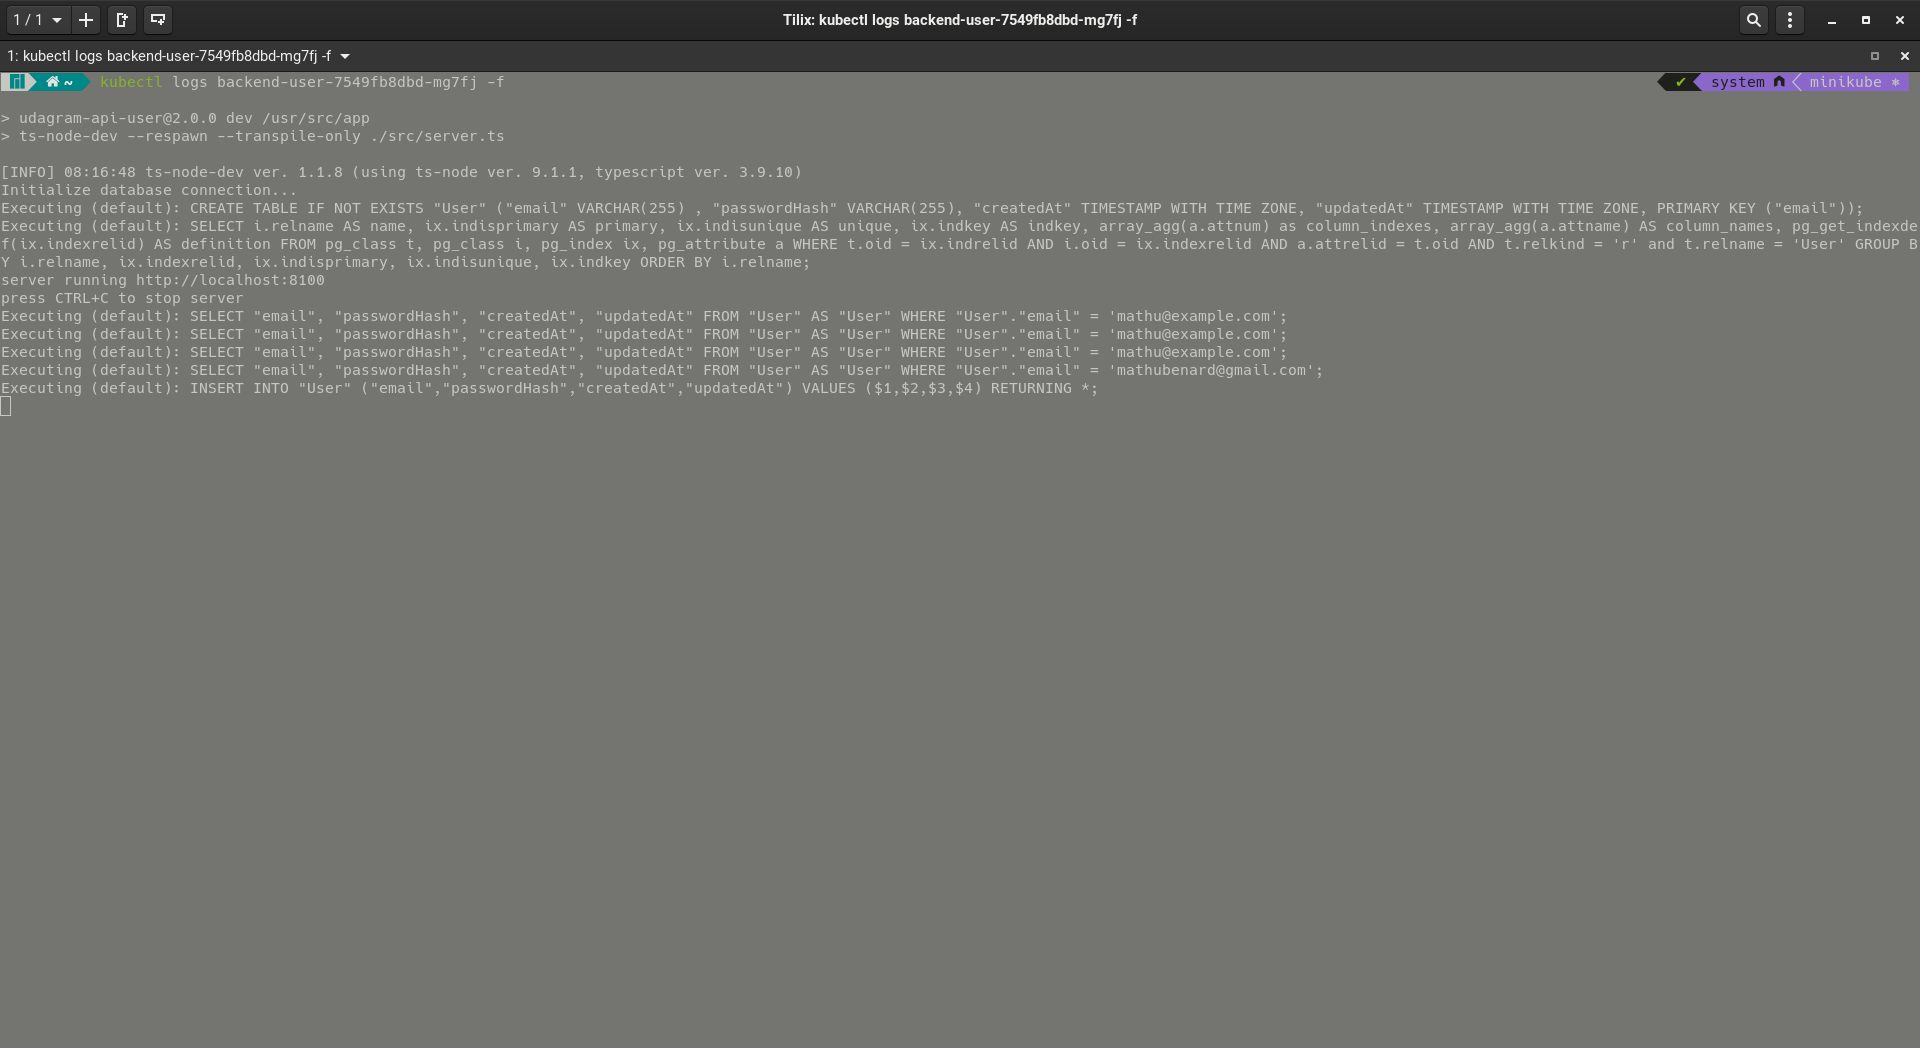 1 / 1
Tilix: kubectl logs backend-user-7549fb8dbd-mg7fj -f
1: kubectl logs backend-user-7549fb8dbd-mg7fj -f
~ kubectl logs backend-user-7549fb8dbd-mg7fj -f
✔ system minikube ⎈
> udagram-api-user@2.0.0 dev /usr/src/app
> ts-node-dev --respawn --transpile-only ./src/server.ts
[INFO] 08:16:48 ts-node-dev ver. 1.1.8 (using ts-node ver. 9.1.1, typescript ver. 3.9.10)
Initialize database connection...
Executing (default): CREATE TABLE IF NOT EXISTS "User" ("email" VARCHAR(255) , "passwordHash" VARCHAR(255), "createdAt" TIMESTAMP WITH TIME ZONE, "updatedAt" TIMESTAMP WITH TIME ZONE, PRIMARY KEY ("email"));
Executing (default): SELECT i.relname AS name, ix.indisprimary AS primary, ix.indisunique AS unique, ix.indkey AS indkey, array_agg(a.attnum) as column_indexes, array_agg(a.attname) AS column_names, pg_get_indexde
f(ix.indexrelid) AS definition FROM pg_class t, pg_class i, pg_index ix, pg_attribute a WHERE t.oid = ix.indrelid AND i.oid = ix.indexrelid AND a.attrelid = t.oid AND t.relkind = 'r' and t.relname = 'User' GROUP B
Y i.relname, ix.indexrelid, ix.indisprimary, ix.indisunique, ix.indkey ORDER BY i.relname;
server running http://localhost:8100
press CTRL+C to stop server
Executing (default): SELECT "email", "passwordHash", "createdAt", "updatedAt" FROM "User" AS "User" WHERE "User"."email" = 'mathu@example.com';
Executing (default): SELECT "email", "passwordHash", "createdAt", "updatedAt" FROM "User" AS "User" WHERE "User"."email" = 'mathu@example.com';
Executing (default): SELECT "email", "passwordHash", "createdAt", "updatedAt" FROM "User" AS "User" WHERE "User"."email" = 'mathu@example.com';
Executing (default): SELECT "email", "passwordHash", "createdAt", "updatedAt" FROM "User" AS "User" WHERE "User"."email" = 'mathubenard@gmail.com';
Executing (default): INSERT INTO "User" ("email","passwordHash","createdAt","updatedAt") VALUES ($1,$2,$3,$4) RETURNING *;